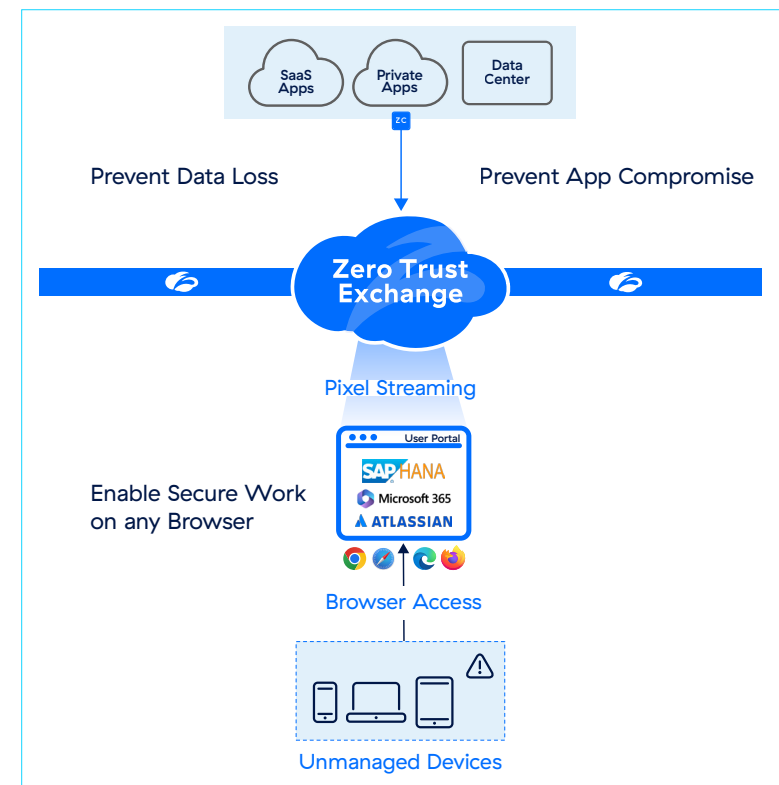 SaaS
Apps
Private
Apps
Data
Center
ZC
Prevent Data Loss
Prevent App Compromise
Zero Trust
Exchange
Pixel Streaming
User Portal
SAP HANA
Microsoft 365
ATLASSIAN
Enable Secure Work
on any Browser
Browser Access
Unmanaged Devices